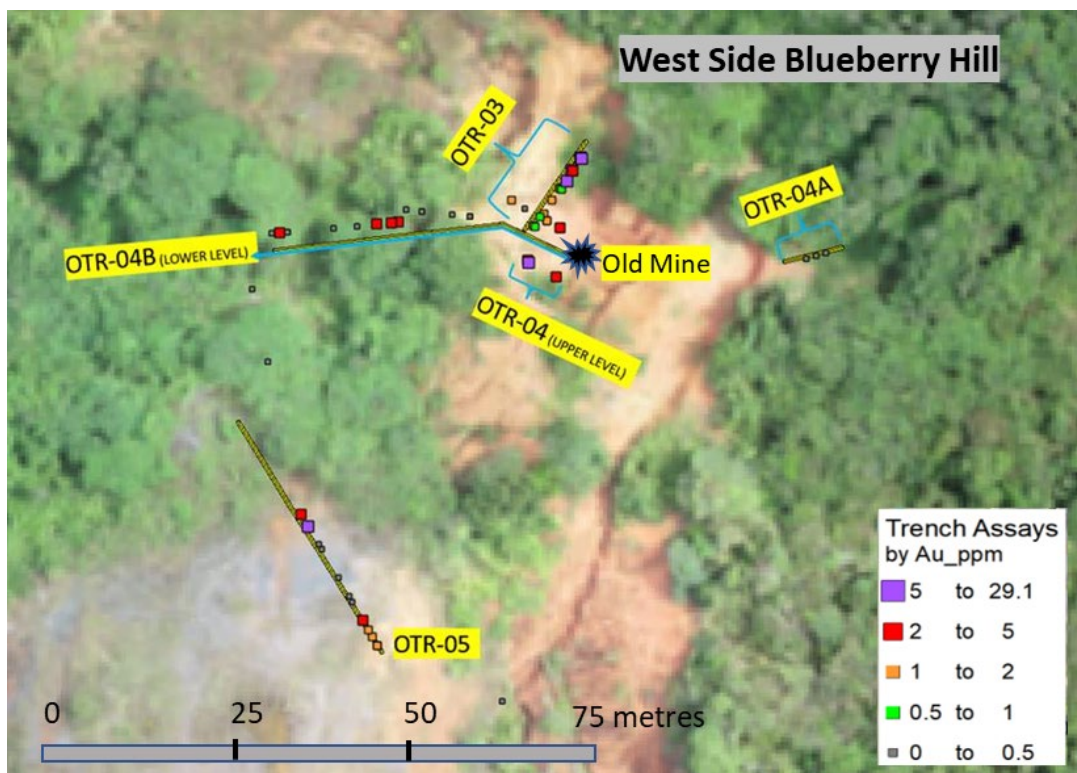 West Side Blueberry Hill
OTR-03
OTR-04A
OTR-04B (LOWER LEVEL)
Old Mine
OTR-04 (UPPER LEVEL)
OTR-05
Trench Assays
by Au_ppm
5 to 29.1
2 to 5
1 to 2
0.5 to 1
0 to 0.5
0 25 50 75 metres